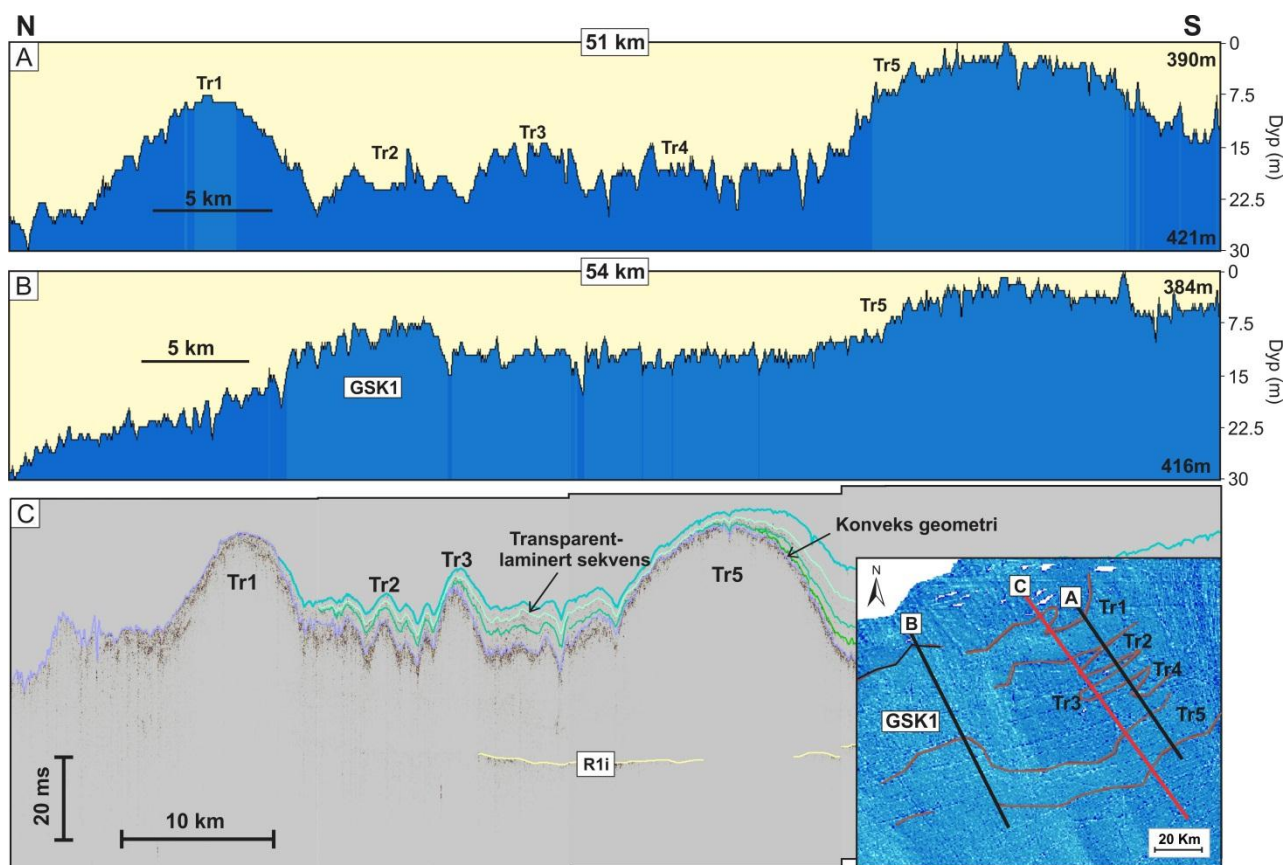 N
51 km
S
A
390m
Tr1
Tr2
Tr3
Tr4
Tr5
5 km
421m
0
7.5
15
22.5
30
Dyp (m)
B
54 km
384m
Tr5
5 km
GSK1
416m
0
7.5
15
22.5
30
Dyp (m)
C
Tr1
Tr2
Tr3
Transparent-
laminert sekvens
Tr5
Konveks geometri
R1i
20 ms
10 km
N
C
A
B
Tr1
Tr2
Tr4
Tr3
Tr5
GSK1
20 Km